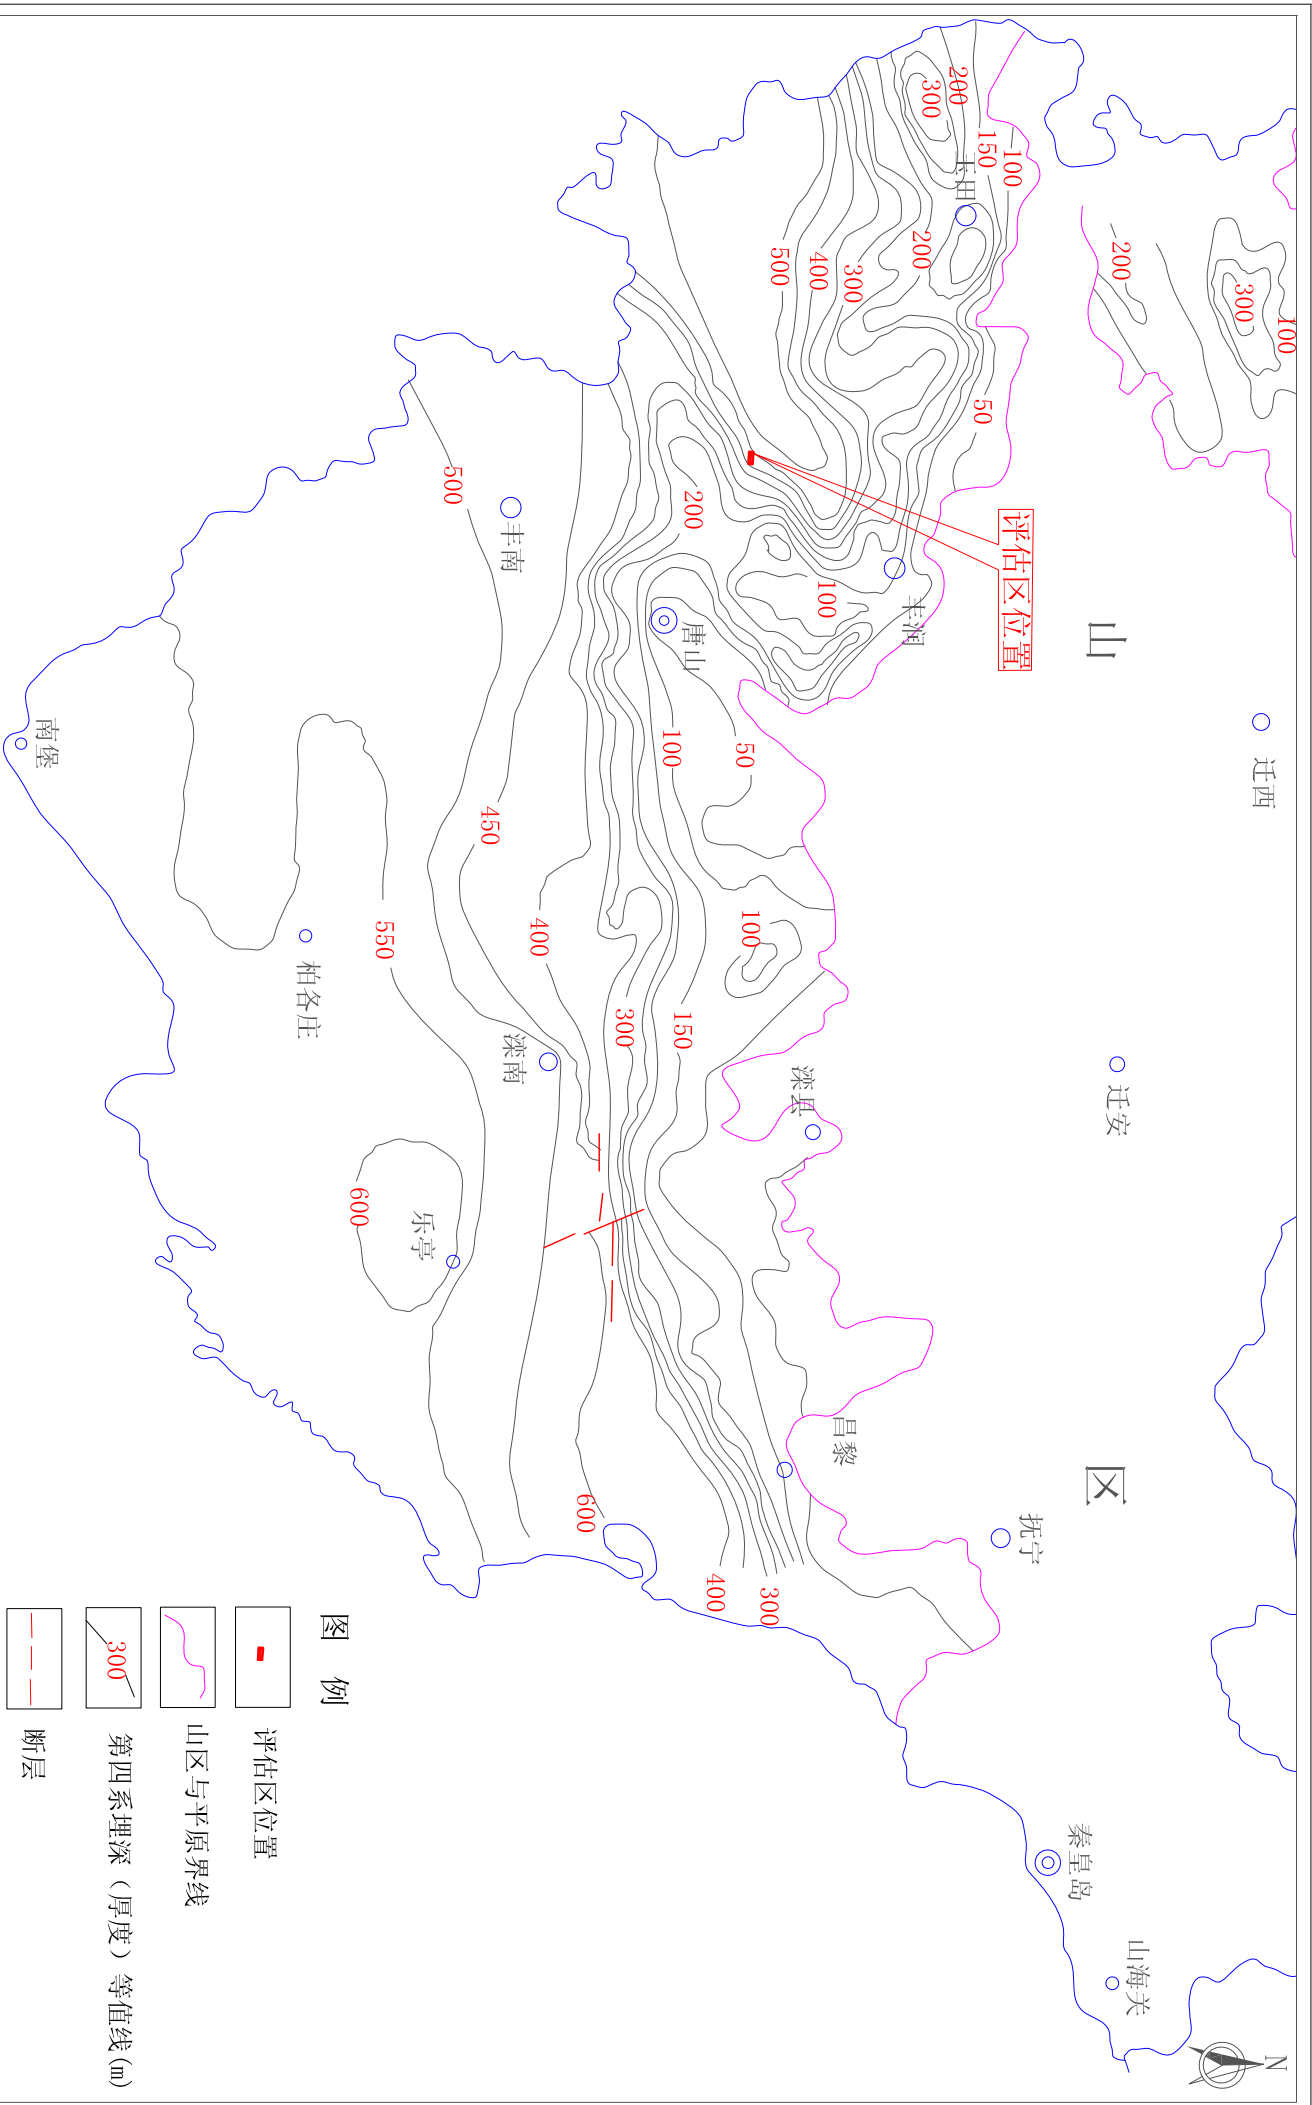 100
300
200
200
300
150
100
玉田
200
300
400
500
50
评估区位置
200
100
丰润
唐山
丰南
500
50
100
450
400
550
100
150
300
600
600
400
300
山
区
迁西
迁安
南堡
柏各庄
滦南
滦县
乐亭
昌黎
抚宁
秦皇岛
山海关
N
图 例
评估区位置
山区与平原界线
300
第四系埋深（厚度）等值线(m)
断层